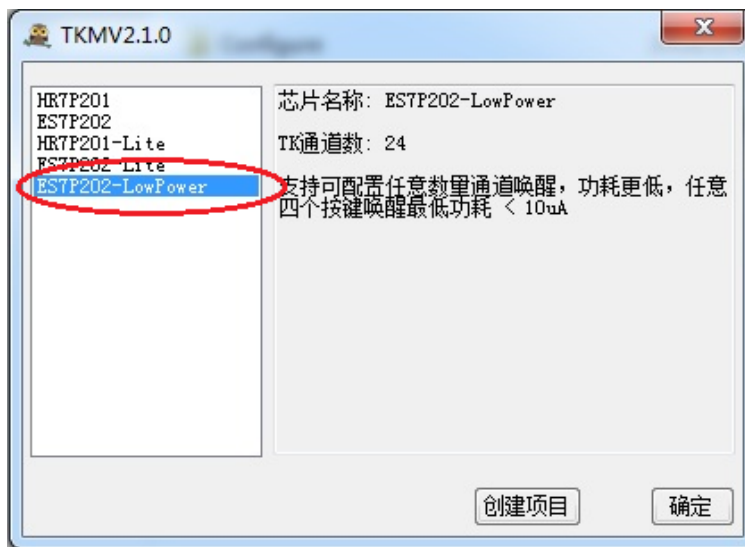 TKMV2.1.0
HR7P201
ES7P202
HR7P201-Lite
ES7P202-Lite
ES7P202-LowPower
芯片名称: ES7P202-LowPower
TK通道数: 24
支持可配置任意数量通道唤醒，功耗更低，任意
四个按键唤醒最低功耗 < 10uA
创建项目
确定